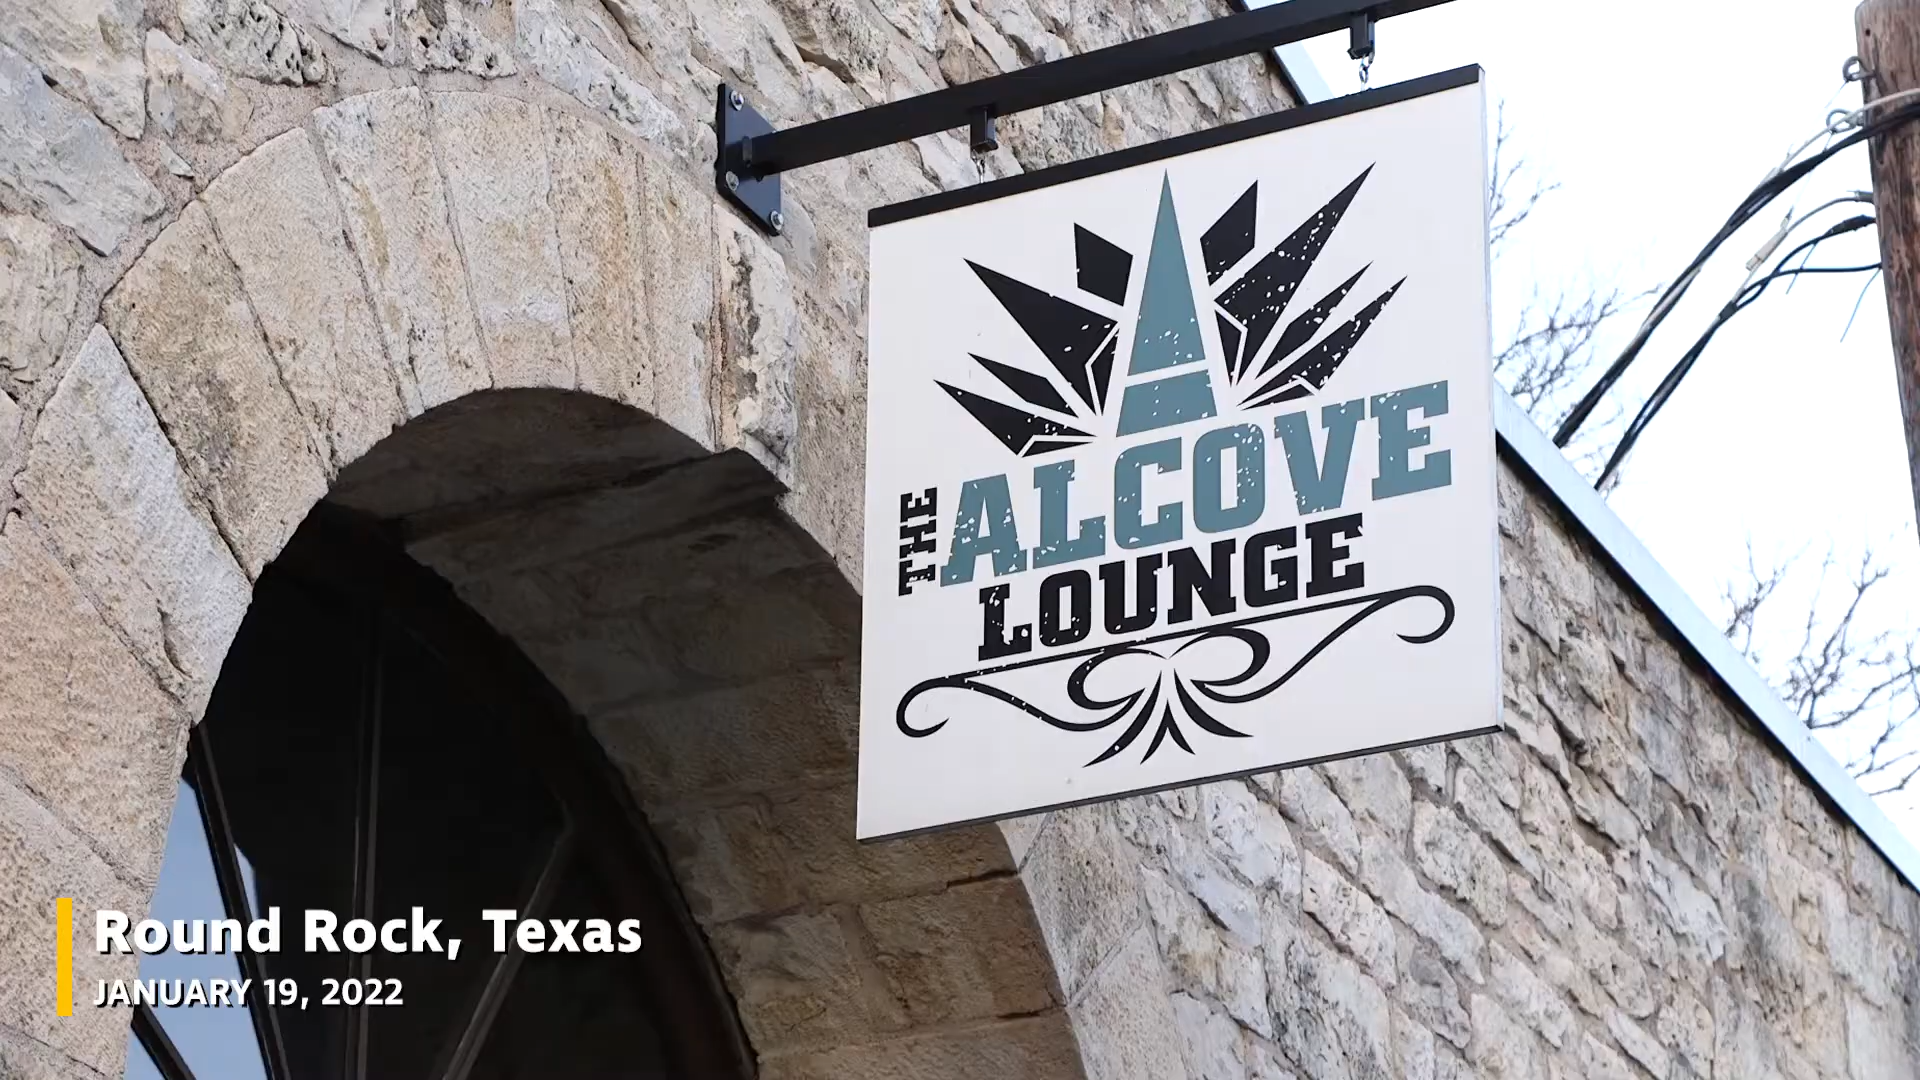 THE
ALCOVE
LOUNGE
Round Rock, Texas
JANUARY 19, 2022